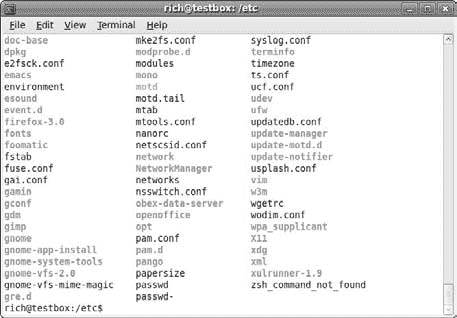 rich@testbox: /etc
File Edit View Terminal Help
doc-base mke2fs.conf syslog.conf
dpkg modprobe.d terminfo
e2fsck.conf modules timezone
emacs mono ts.conf
environment motd ucf.conf
esound motd.tail udev
event.d mtab ufw
firefox-3.0 mtools.conf updatedb.conf
fonts nanorc update-manager
foomatic netscsid.conf update-motd.d
fstab network update-notifier
fuse.conf NetworkManager usplash.conf
gai.conf networks vim
gamin nsswitch.conf w3m
gconf obex-data-server wgetrc
gdm openoffice wodim.conf
gimp opt wpa_supplicant
gnome pam.conf X11
gnome-app-install pam.d xdg
gnome-system-tools pango xml
gnome-vfs-2.0 papersize xulrunner-1.9
gnome-vfs-mime-magic passwd zsh_command_not_found
gre.d passwd-
rich@testbox:/etc$